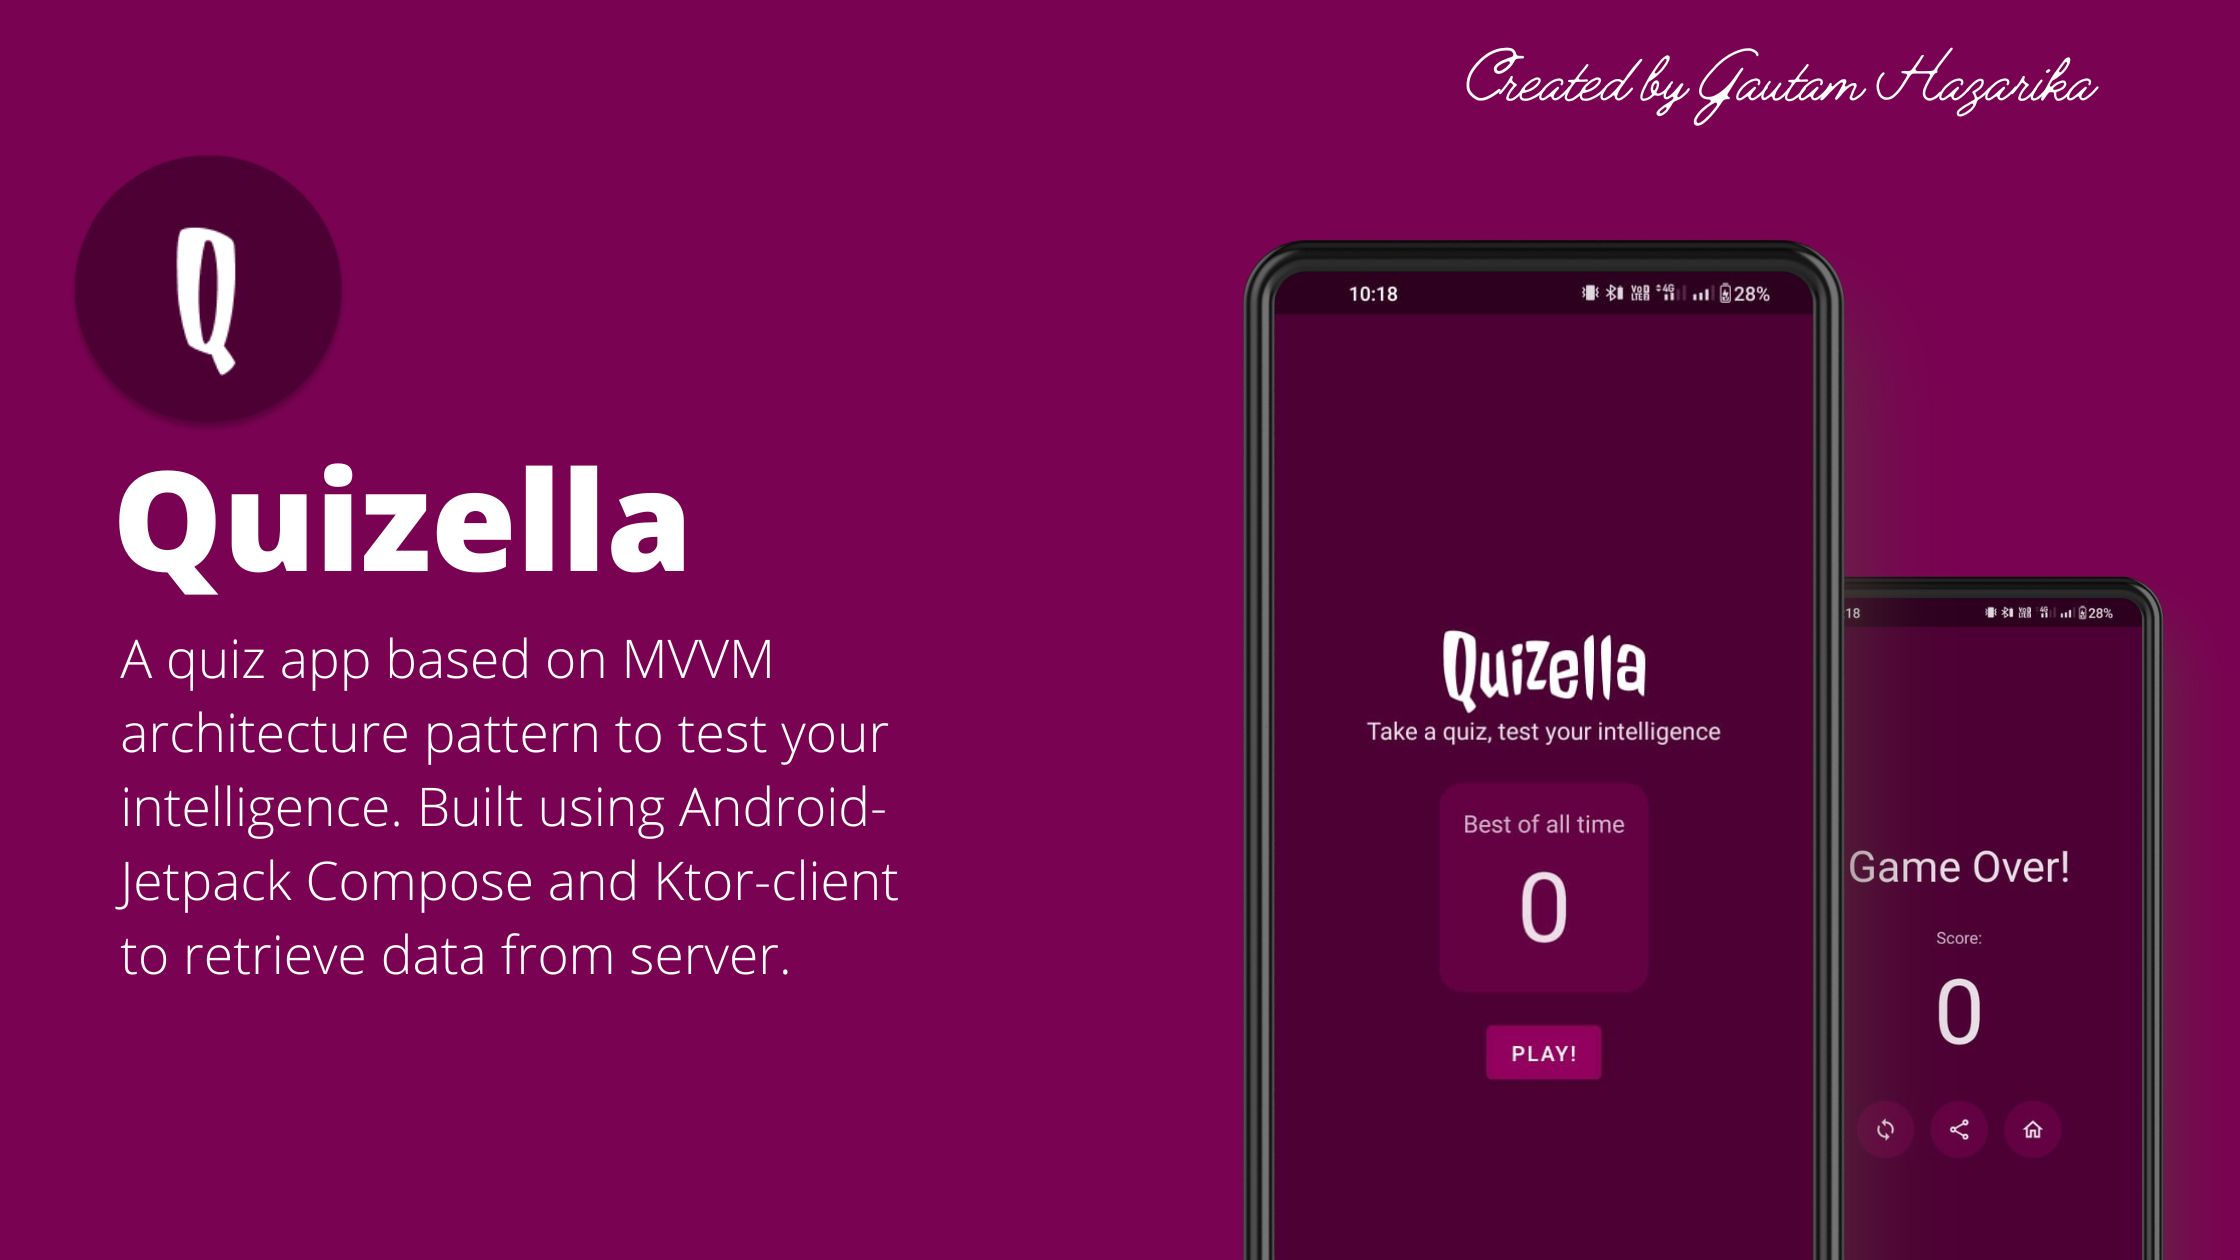 Created by Gautam Hazarika
Q
Quizella
A quiz app based on MVVM
architecture pattern to test your
intelligence. Built using Android-
Jetpack Compose and Ktor-client
to retrieve data from server.
10:18
4G
28%
Quizella
Take a quiz, test your intelligence
Best of all time
0
PLAY!
:18
28%
Game Over!
Score:
0